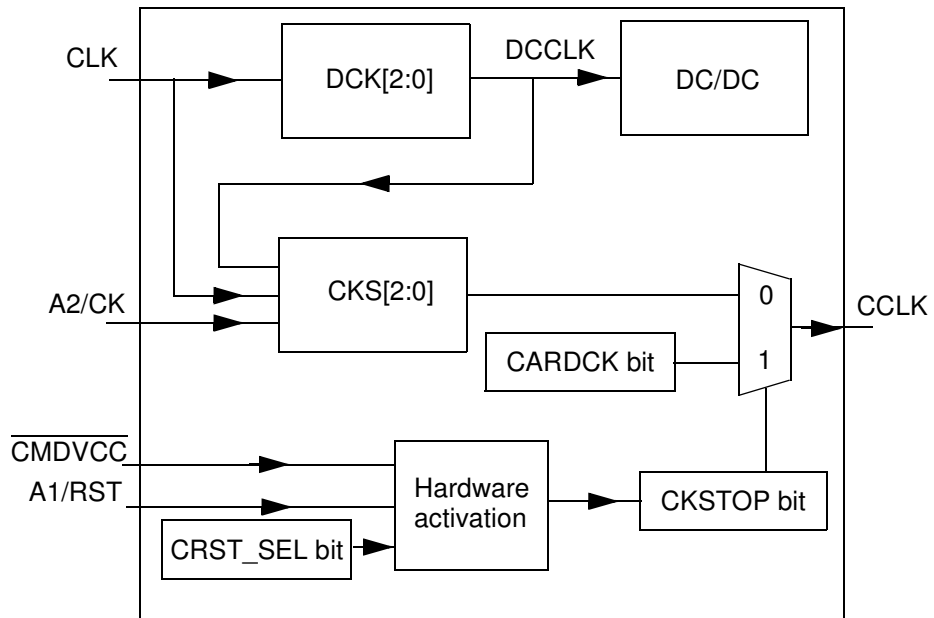 CLK
DCK[2:0]
DCCLK
DC/DC
A2/CK
CKS[2:0]
0
CCLK
CARDCK bit
1
CMDVCC
A1/RST
Hardware
activation
CKSTOP bit
CRST_SEL bit